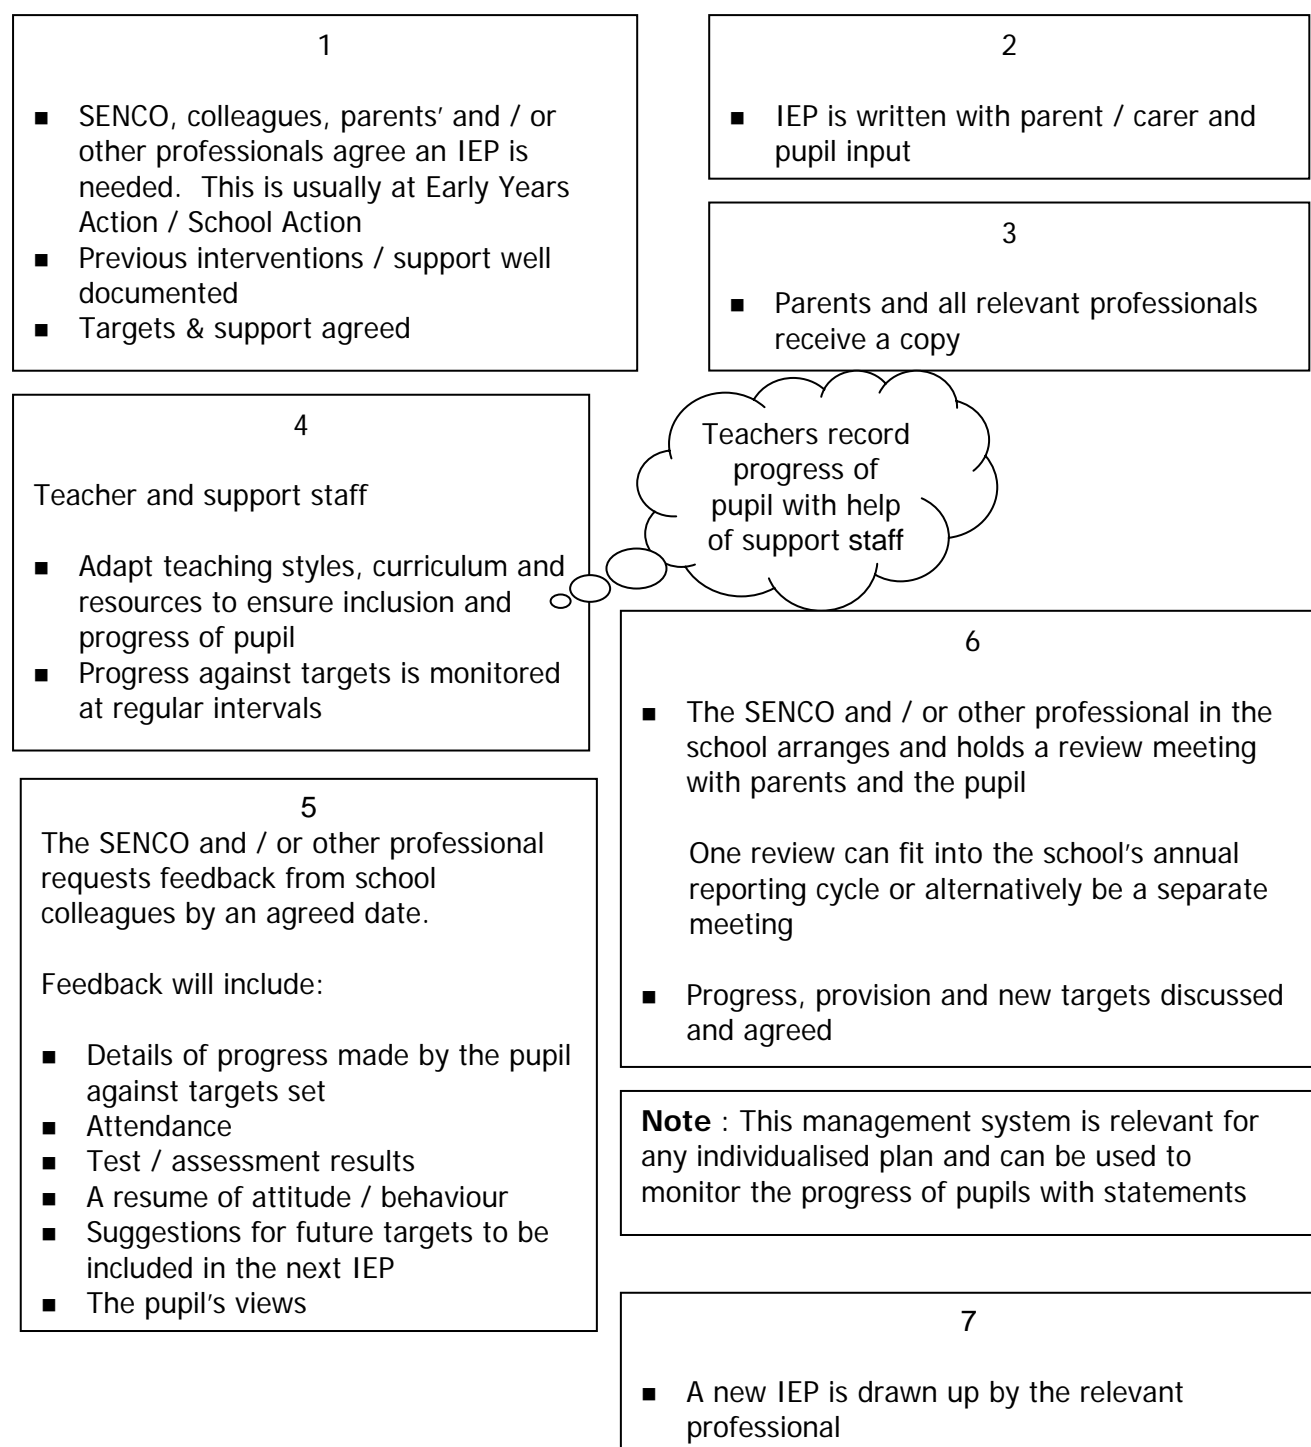 1
■ SENCO, colleagues, parents' and / or
other professionals agree an IEP is
needed. This is usually at Early Years
Action / School Action
■ Previous interventions / support well
documented
■ Targets & support agreed
2
■ IEP is written with parent / carer and
pupil input
3
■ Parents and all relevant professionals
receive a copy
4
Teacher and support staff
■ Adapt teaching styles, curriculum and
resources to ensure inclusion and
progress of pupil
■ Progress against targets is monitored
at regular intervals
Teachers record
progress of
pupil with help
of support staff
5
The SENCO and / or other professional
requests feedback from school
colleagues by an agreed date.
Feedback will include:
■ Details of progress made by the pupil
against targets set
■ Attendance
■ Test / assessment results
■ A resume of attitude / behaviour
■ Suggestions for future targets to be
included in the next IEP
■ The pupil's views
6
■ The SENCO and / or other professional in the
school arranges and holds a review meeting
with parents and the pupil
One review can fit into the school's annual
reporting cycle or alternatively be a separate
meeting
■ Progress, provision and new targets discussed
and agreed
Note : This management system is relevant for
any individualised plan and can be used to
monitor the progress of pupils with statements
7
■ A new IEP is drawn up by the relevant
professional